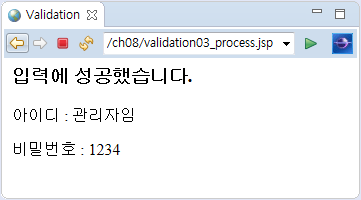 Validation
/ch08/validation03_process.jsp
입력에 성공했습니다.
아이디 : 관리자임
비밀번호 : 1234